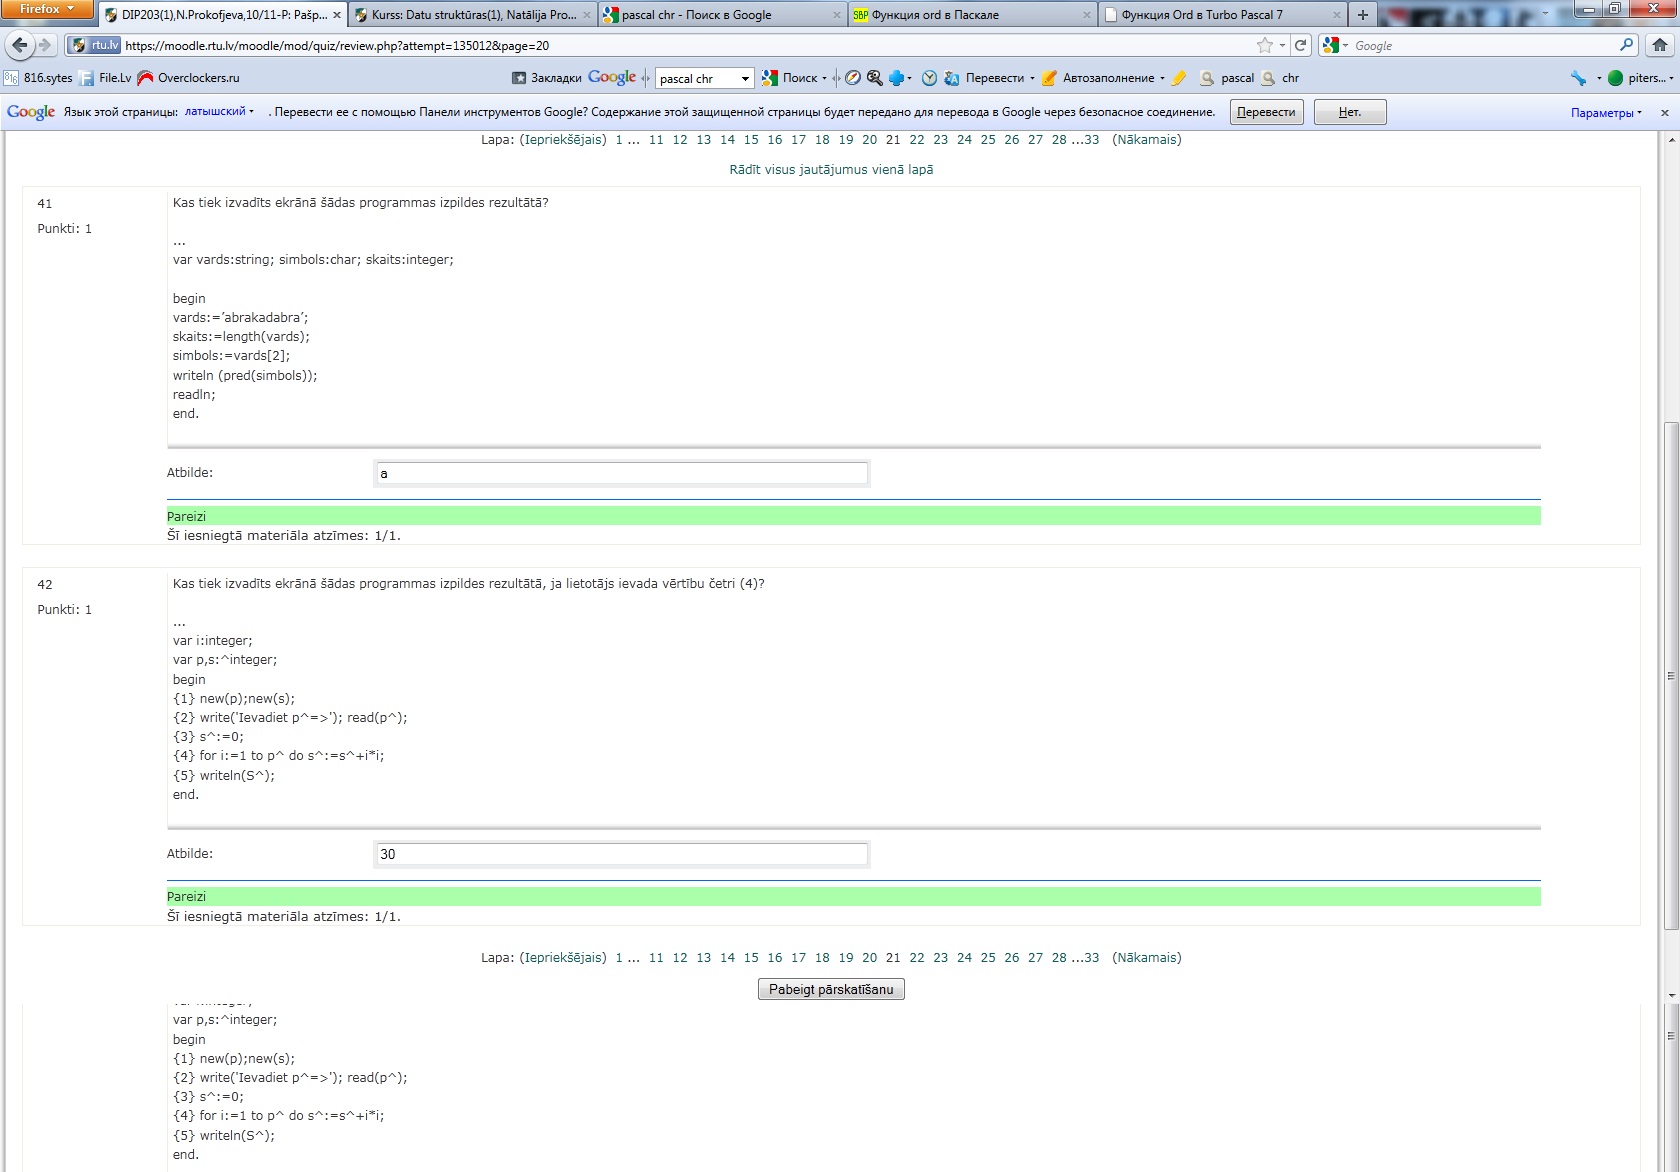 Firefox
DIP203(1),N.Prokofjeva,10/11-P: Pašp...
Kurss: Datu struktūras(1), Natālija Pro...
pascal chr - Поиск в Google
SBP Функция ord в Паскале
Функция Ord в Turbo Pascal 7
rtu.lv https://moodle.rtu.lv/moodle/mod/quiz/review.php?attempt=135012&page=20
Google
816.sytes File.Lv Overclockers.ru
Закладки Google pascal chr Поиск Перевести Автозаполнение pascal chr piters...
Google Язык этой страницы: латышский . Перевести ее с помощью Панели инструментов Google? Содержание этой защищенной страницы будет передано для перевода в Google через безопасное соединение. Перевести Нет. Параметры
Lapa: (Iepriekšējais) 1 ... 11 12 13 14 15 16 17 18 19 20 21 22 23 24 25 26 27 28 ...33 (Nākamais)
Rādīt visus jautājumus vienā lapā
41
Punkti: 1
Kas tiek izvadīts ekrānā šādas programmas izpildes rezultātā?
...
var vards:string; simbols:char; skaits:integer;
begin
vards:=’abrakadabra’;
skaits:=length(vards);
simbols:=vards[2];
writeln (pred(simbols));
readln;
end.
Atbilde: a
Pareizi
Šī iesniegtā materiāla atzīmes: 1/1.
42
Punkti: 1
Kas tiek izvadīts ekrānā šādas programmas izpildes rezultātā, ja lietotājs ievada vērtību četri (4)?
...
var i:integer;
var p,s:^integer;
begin
{1} new(p);new(s);
{2} write('Ievadiet p^=>'); read(p^);
{3} s^:=0;
{4} for i:=1 to p^ do s^:=s^+i*i;
{5} writeln(S^);
end.
Atbilde: 30
Pareizi
Šī iesniegtā materiāla atzīmes: 1/1.
Lapa: (Iepriekšējais) 1 ... 11 12 13 14 15 16 17 18 19 20 21 22 23 24 25 26 27 28 ...33 (Nākamais)
Pabeigt pārskatīšanu
var p,s:^integer;
begin
{1} new(p);new(s);
{2} write('Ievadiet p^=>'); read(p^);
{3} s^:=0;
{4} for i:=1 to p^ do s^:=s^+i*i;
{5} writeln(S^);
end.